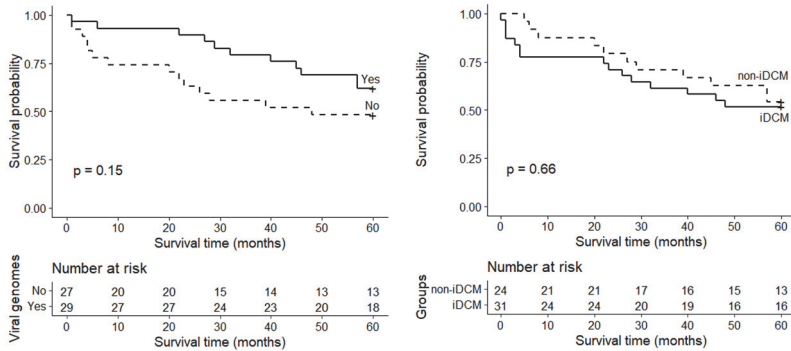 Survival probability
1.00
0.75
0.50
0.25
0.00
Yes
No
p = 0.15
0 10 20 30 40 50 60
Survival time (months)
Viral genomes
Number at risk
No 27 20 20 15 14 13 13
Yes 29 27 27 24 23 20 18
0 10 20 30 40 50 60
Survival time (months)
Survival probability
1.00
0.75
0.50
0.25
0.00
non-iDCM
iDCM
p = 0.66
0 10 20 30 40 50 60
Survival time (months)
Groups
Number at risk
non-iDCM 24 21 21 17 16 15 13
iDCM 31 24 24 20 19 16 16
0 10 20 30 40 50 60
Survival time (months)